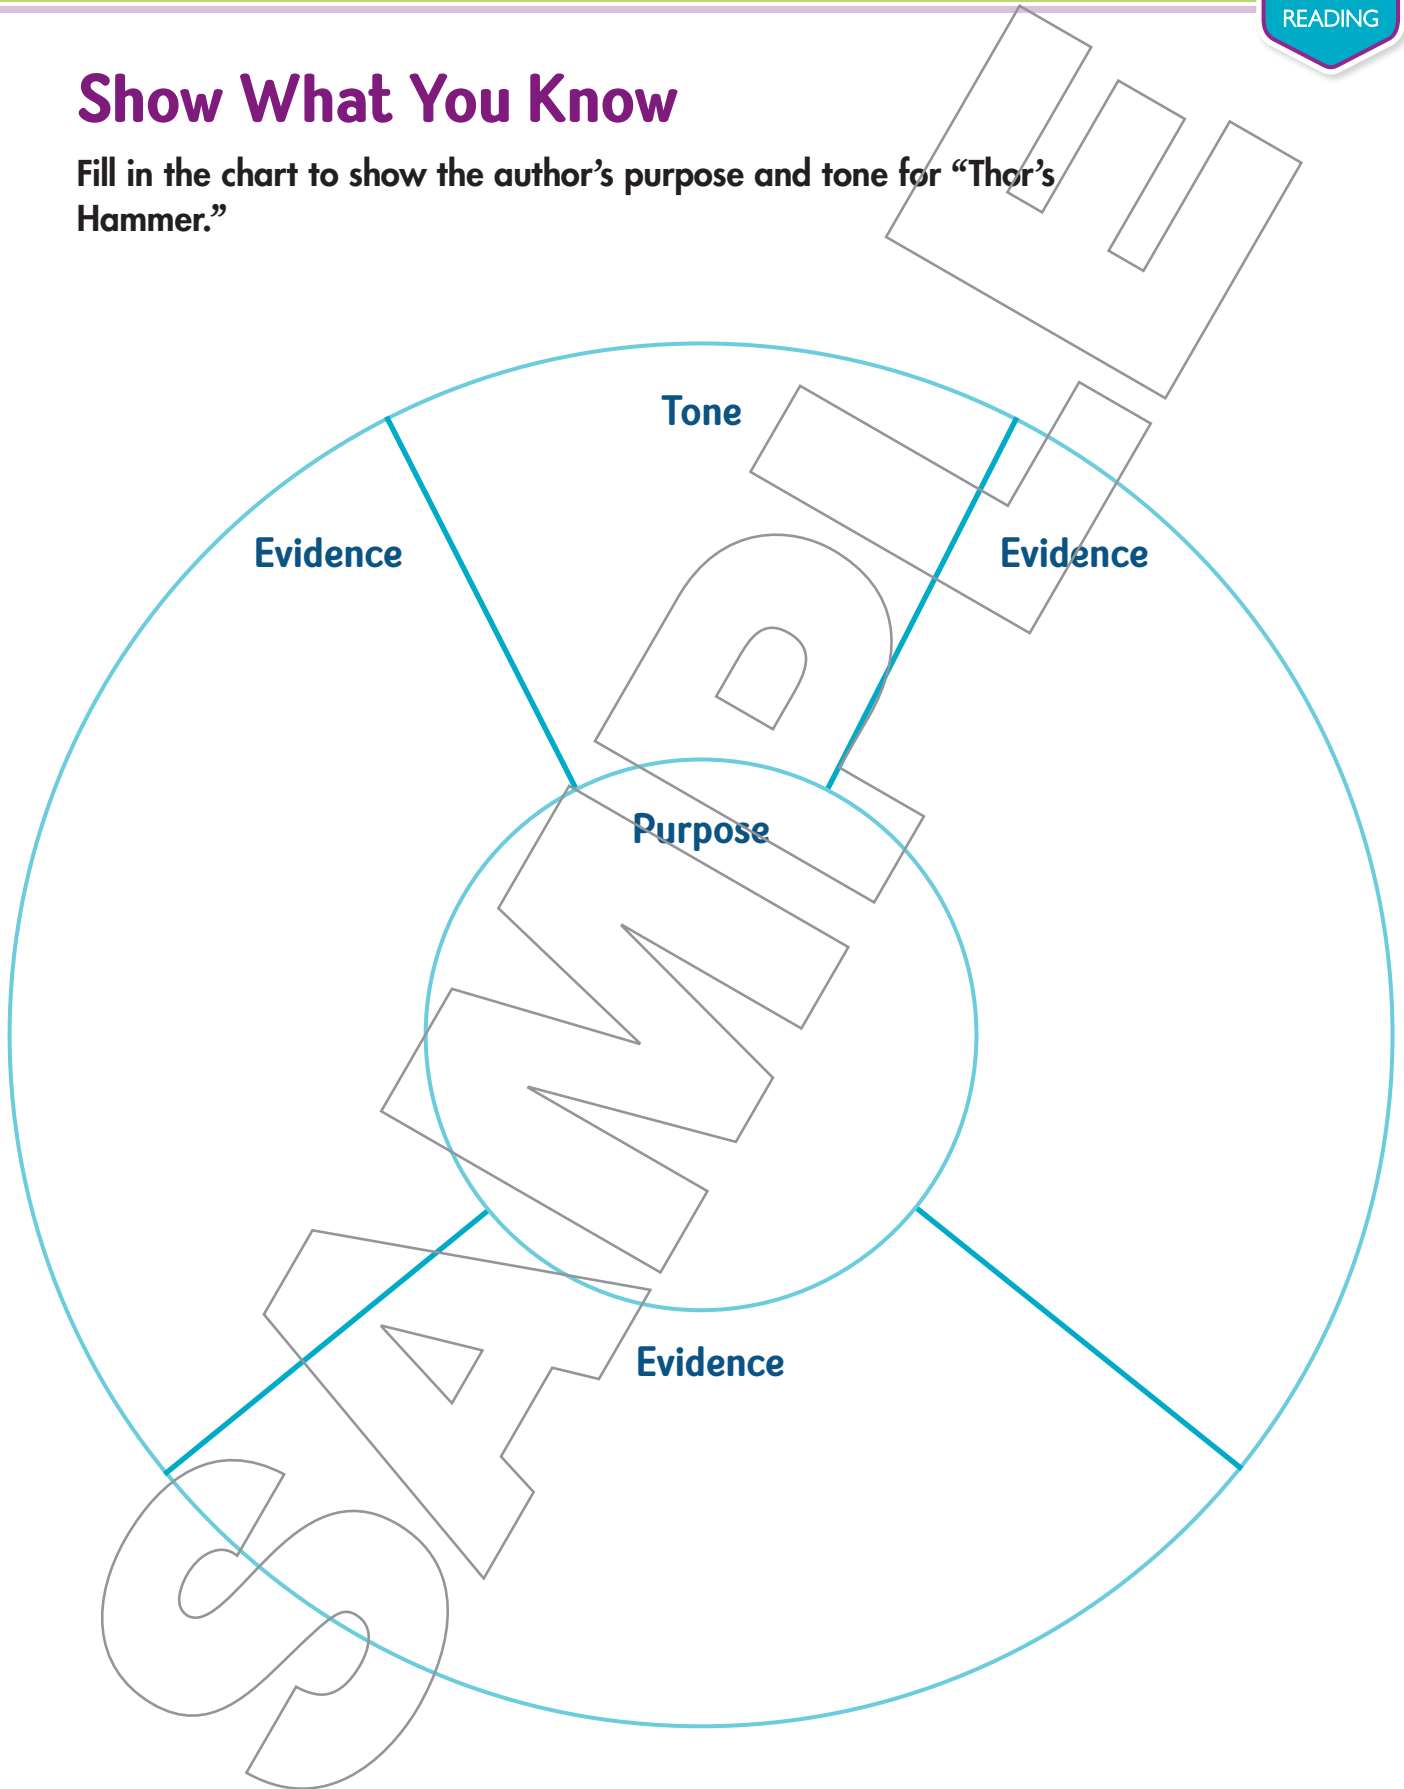 READING
Show What You Know
Fill in the chart to show the author's purpose and tone for “Thor's
Hammer.”
Tone
Evidence
Evidence
Purpose
Evidence
SAMPLE